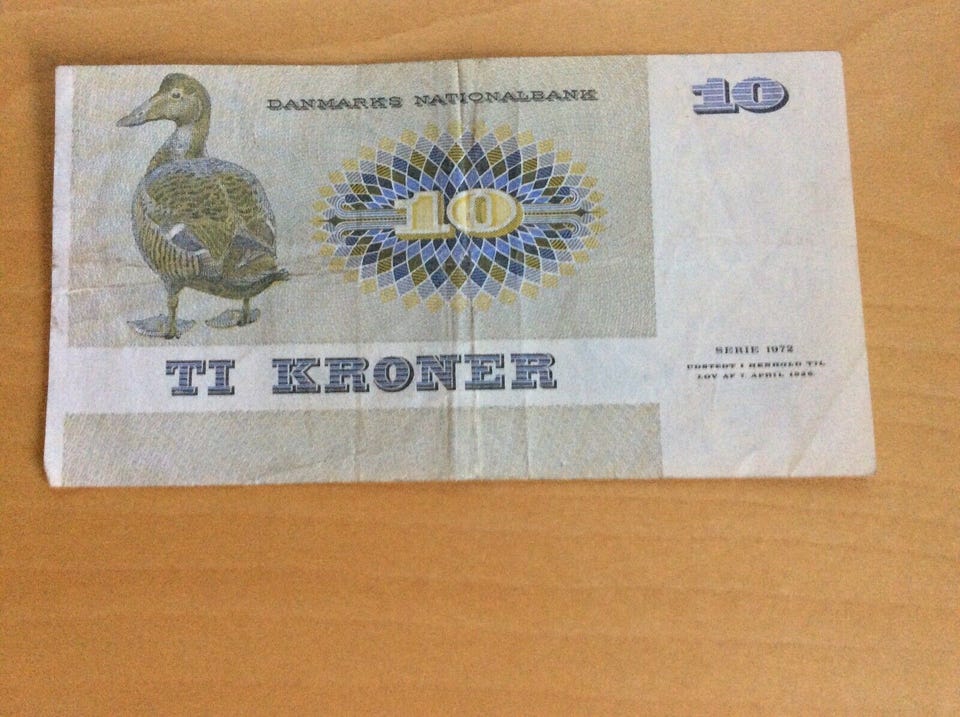 DANMARKS NATIONALBANK
10
10
TI KRONER
SERIE 1972
UDSTEDT I HENHOLD TIL
LOV AF 7. APRIL 1936